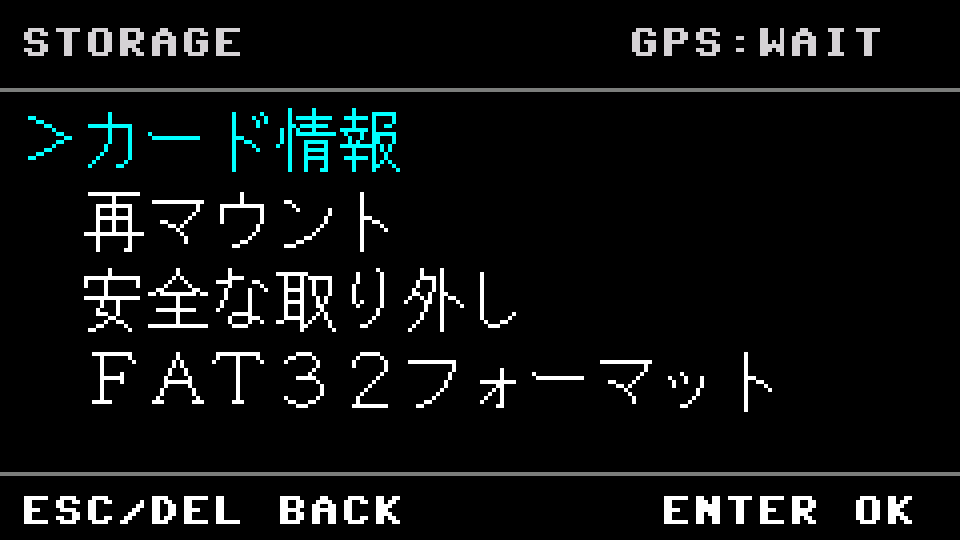 STORAGE GPS:WAIT
>カード情報
再マウント
安全な取り外し
FAT32フォーマット
ESC/DEL BACK ENTER OK